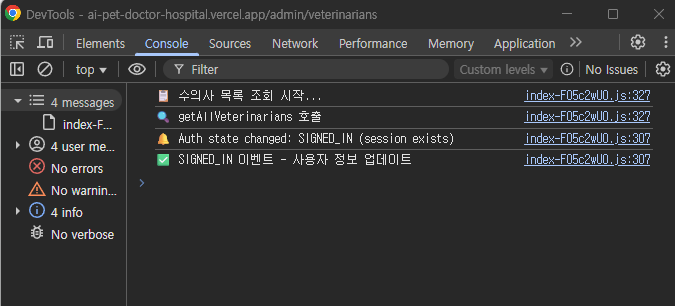 DevTools - ai-pet-doctor-hospital.vercel.app/admin/veterinarians
Elements Console Sources Network Performance Memory Application
top Filter Custom levels No Issues
4 messages
index-F...
4 user me...
No errors
No warnin...
4 info
No verbose
수의사 목록 조회 시작... index-F05c2wUO.js:327
getAllVeterinarians 호출 index-F05c2wUO.js:327
Auth state changed: SIGNED_IN (session exists) index-F05c2wUO.js:307
SIGNED_IN 이벤트 - 사용자 정보 업데이트 index-F05c2wUO.js:307